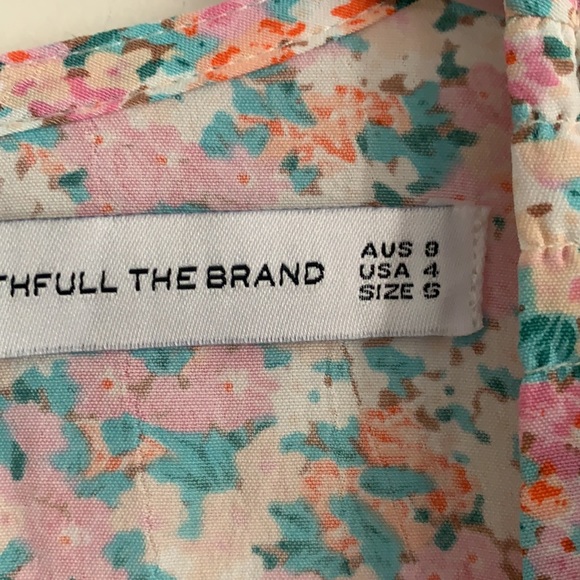 THFULL THE BRAND
AUS 8
USA 4
SIZE S